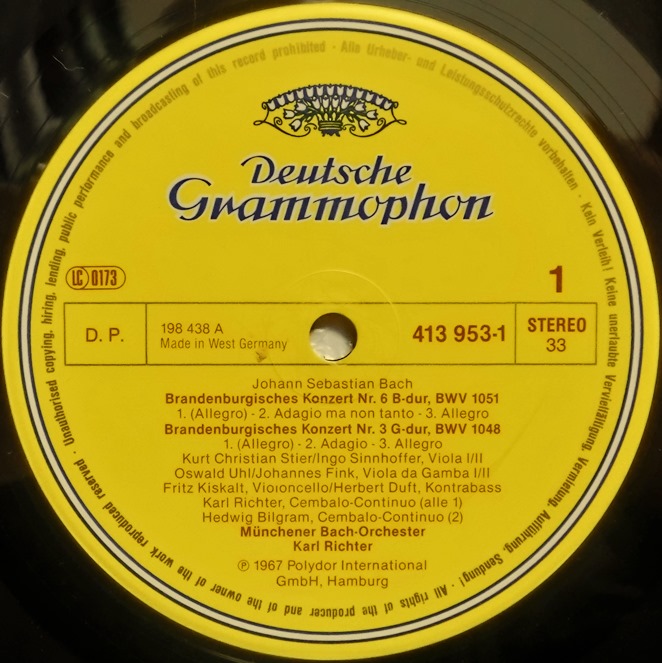 Deutsche
Grammophon
LC 0173
1
D. P.
198 438 A
Made in West Germany
413 953-1
STEREO
33
Johann Sebastian Bach
Brandenburgisches Konzert Nr. 6 B-dur, BWV 1051
1. (Allegro) - 2. Adagio ma non tanto - 3. Allegro
Brandenburgisches Konzert Nr. 3 G-dur, BWV 1048
1. (Allegro) - 2. Adagio - 3. Allegro
Kurt Christian Stier/Ingo Sinnhoffer, Viola I/II
Oswald Uhl/Johannes Fink, Viola da Gamba I/II
Fritz Kiskalt, Violoncello/Herbert Duft, Kontrabass
Karl Richter, Cembalo-Continuo (alle 1)
Hedwig Bilgram, Cembalo-Continuo (2)
Münchener Bach-Orchester
Karl Richter
℗ 1967 Polydor International
GmbH, Hamburg
Alle Urheber- und Leistungsschutzrechte vorbehalten · Kein Verleih! Keine unerlaubte Vervielfältigung, Vermietung, Aufführung, Sendung! · All rights of the producer and of the owner of the work reproduced reserved · Unauthorised copying, hiring, lending, public performance and broadcasting of this record prohibited ·